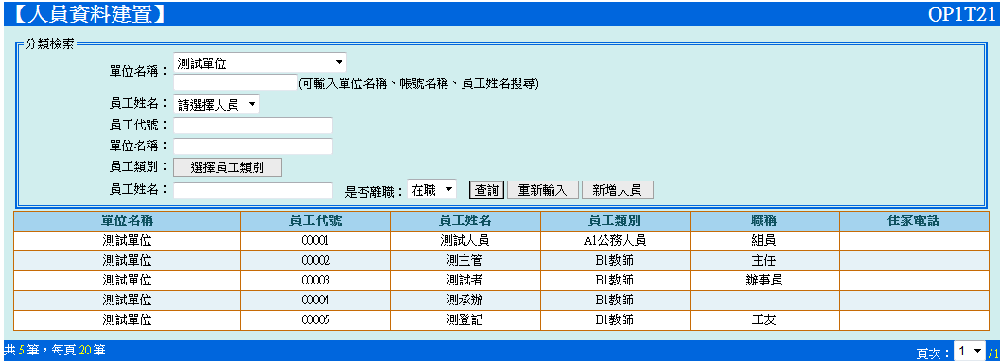 【人員資料建置】 OP1T21
分類檢索
單位名稱： 測試單位
(可輸入單位名稱、帳號名稱、員工姓名搜尋)
員工姓名： 請選擇人員
員工代號：
單位名稱：
員工類別： 選擇員工類別
員工姓名： 是否離職： 在職 查詢 重新輸入 新增人員
單位名稱 員工代號 員工姓名 員工類別 職稱 住家電話
測試單位 00001 測試人員 A1公務人員 組員
測試單位 00002 測主管 B1教師 主任
測試單位 00003 測試者 B1教師 辦事員
測試單位 00004 測承辦 B1教師
測試單位 00005 測登記 B1教師 工友
共5筆，每頁20筆 頁次： 1 /1